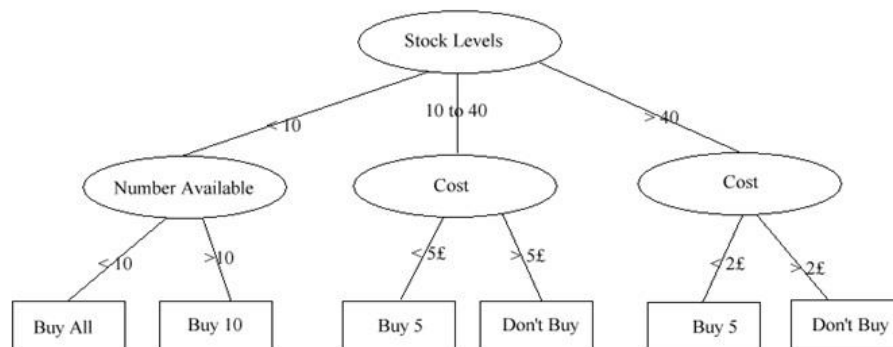 Stock Levels
< 10
10 to 40
> 40
Number Available
Cost
Cost
< 10
>10
< 5£
> 5£
< 2£
> 2£
Buy All
Buy 10
Buy 5
Don't Buy
Buy 5
Don't Buy